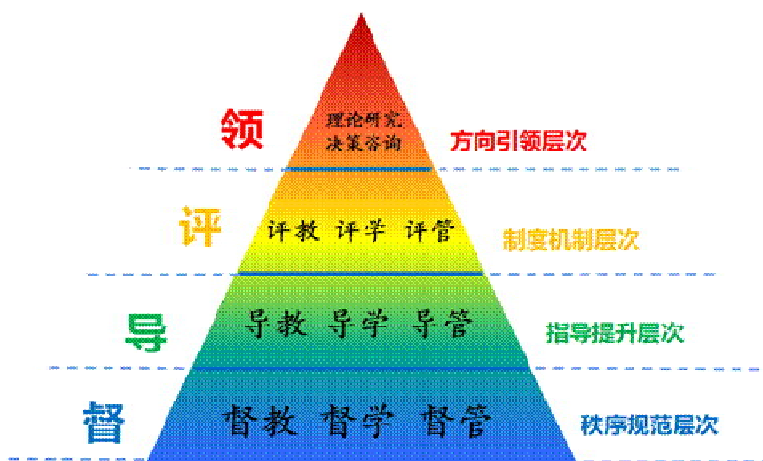 领
理论研究
决策咨询
方向引领层次
评
评教 评学 评管
制度机制层次
导
导教 导学 导管
指导提升层次
督
督教 督学 督管
秩序规范层次